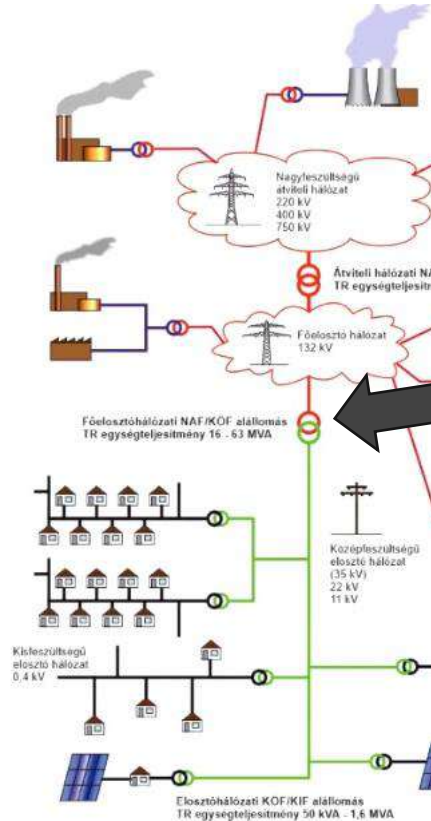 Nagyfeszültségű
átviteli hálózat
220 kV
400 kV
750 kV
Átviteli hálózati
TR
Főelosztó hálózat
132 kV
Főelosztóhálózati NAF/KÖF alállomás
TR egységteljesítmény 16 - 63 MVA
Középfeszültségű
elosztó hálózat
(35 kV)
22 kV
11 kV
Kisfeszültségű
elosztó hálózat
0,4 kV
Elosztóhálózati KÖF/KIF alállomás
TR egységteljesítmény 50 kVA - 1,6 MVA